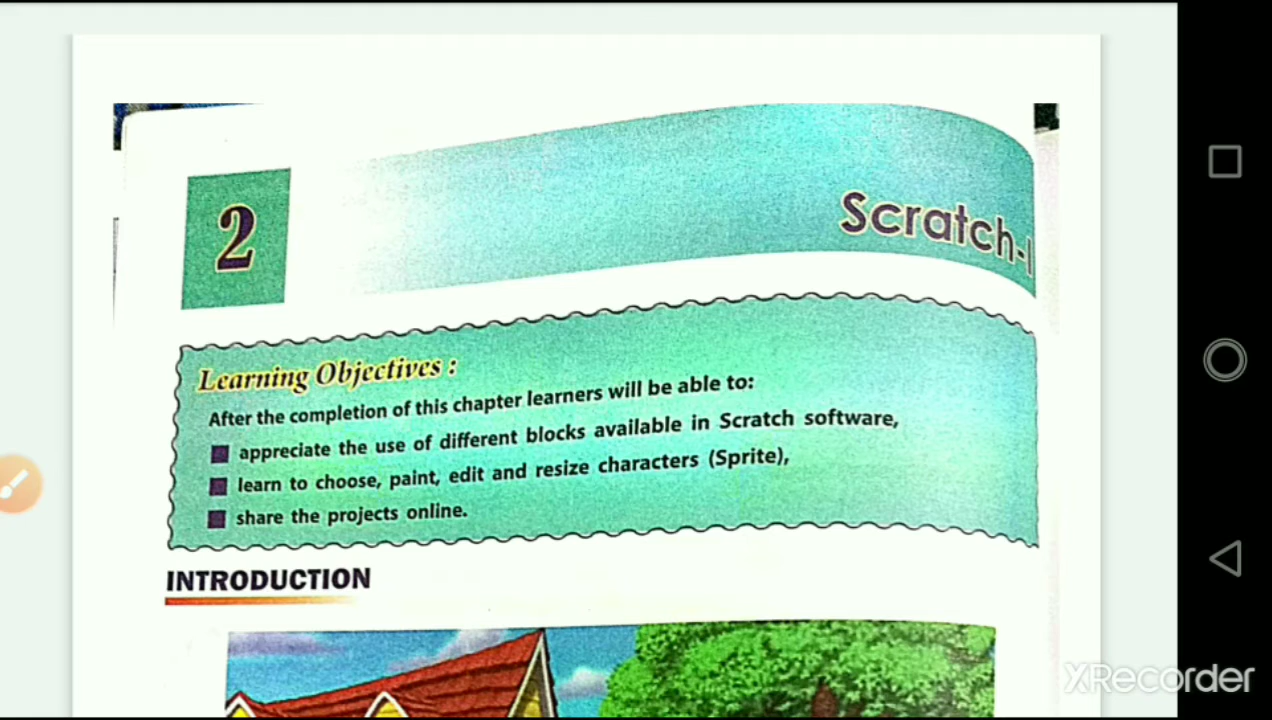 2
Scratch-I
Learning Objectives :
After the completion of this chapter learners will be able to:
appreciate the use of different blocks available in Scratch software,
learn to choose, paint, edit and resize characters (Sprite),
share the projects online.
INTRODUCTION
XRecorder